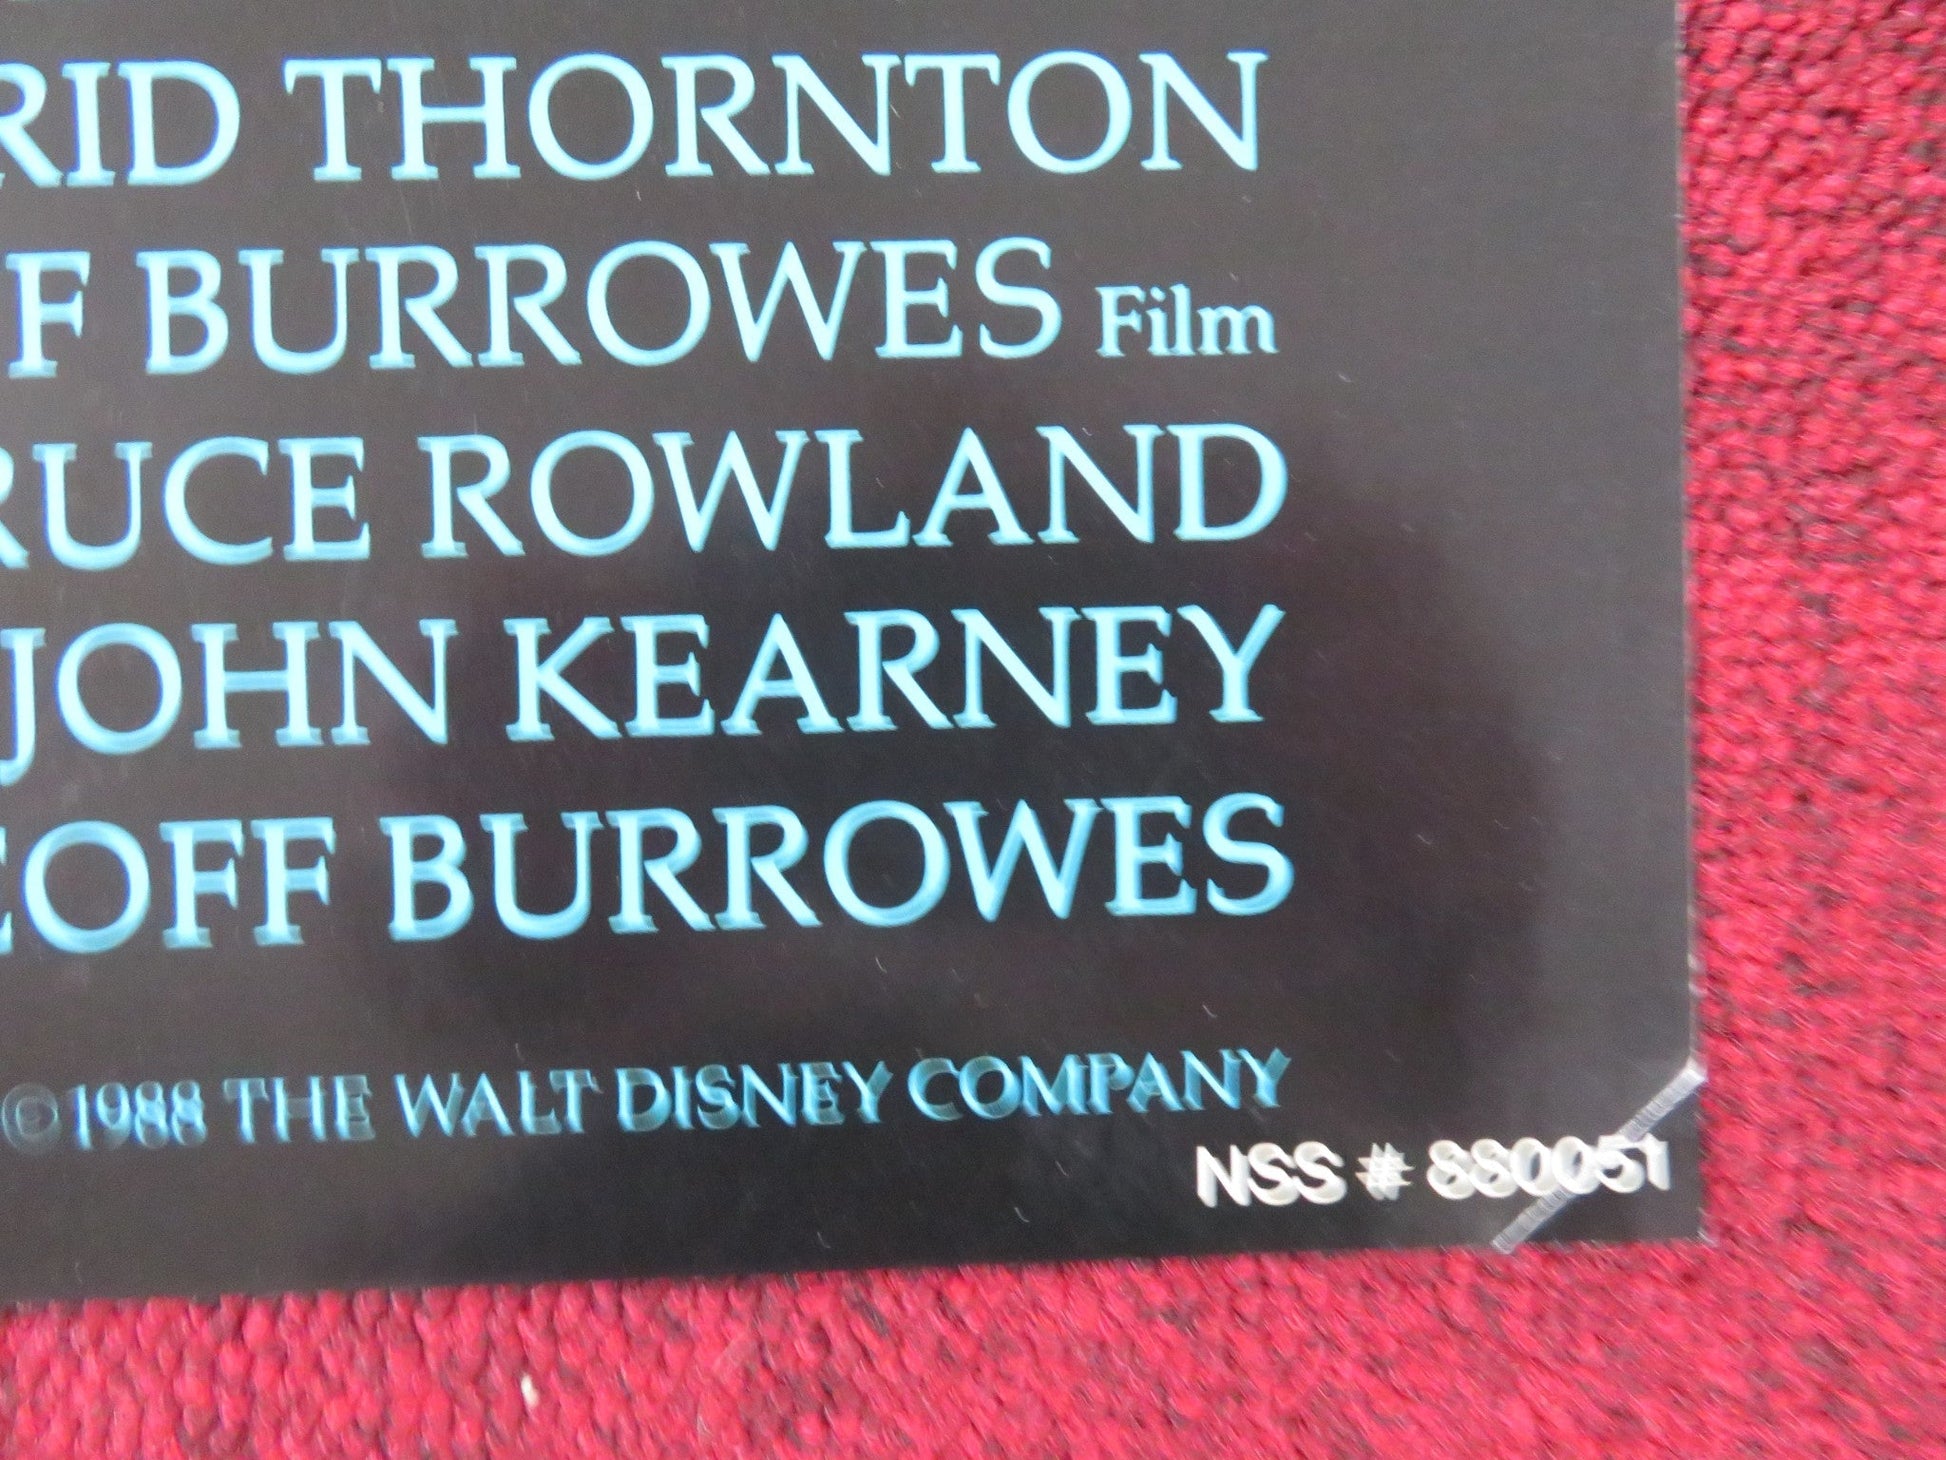 RID THORNTON
F BURROWES Film
RUCE ROWLAND
JOHN KEARNEY
EOFF BURROWES
©1988 THE WALT DISNEY COMPANY
NSS # 880051